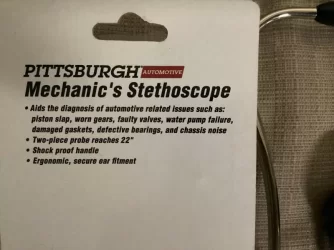 PITTSBURGH AUTOMOTIVE
Mechanic's Stethoscope
• Aids the diagnosis of automotive related issues such as:
piston slap, worn gears, faulty valves, water pump failure,
damaged gaskets, defective bearings, and chassis noise
• Two-piece probe reaches 22"
• Shock proof handle
• Ergonomic, secure ear fitment